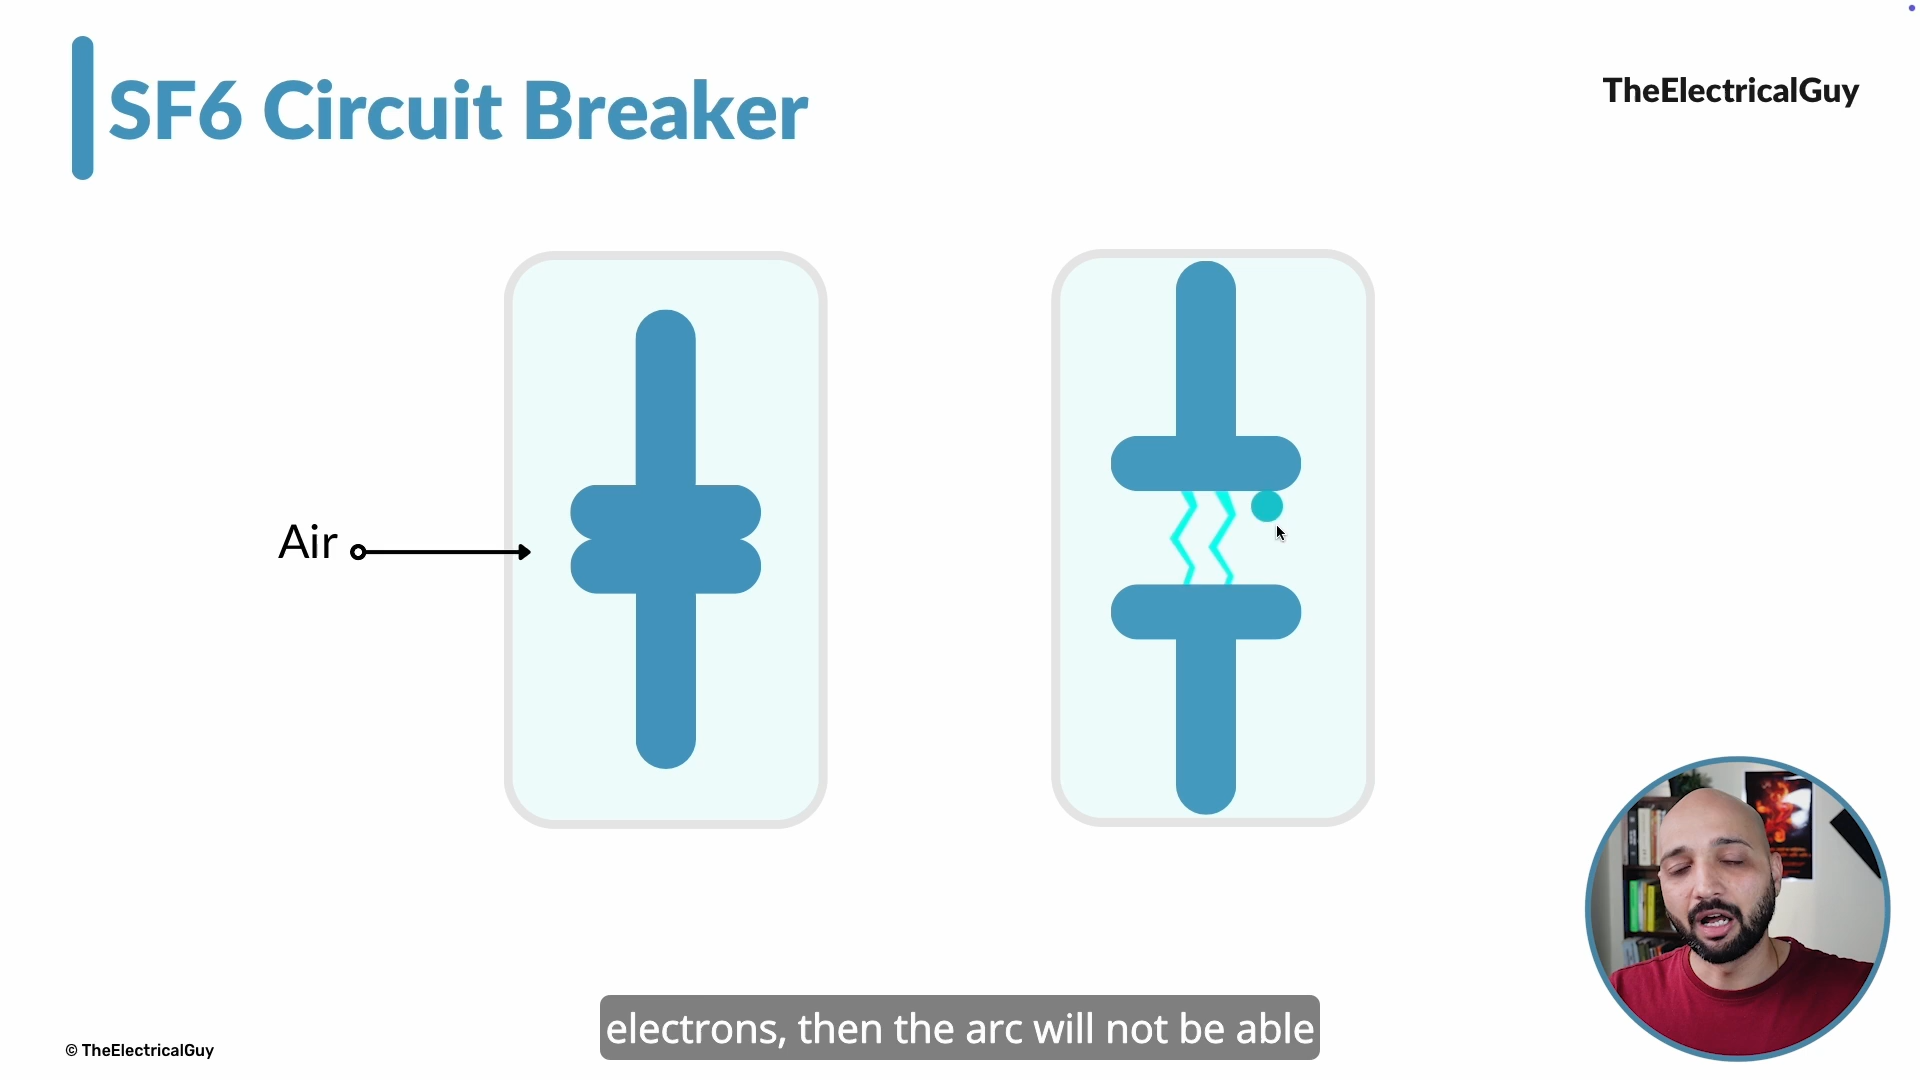 SF6 Circuit Breaker
TheElectricalGuy
Air
electrons, then the arc will not be able
© TheElectricalGuy